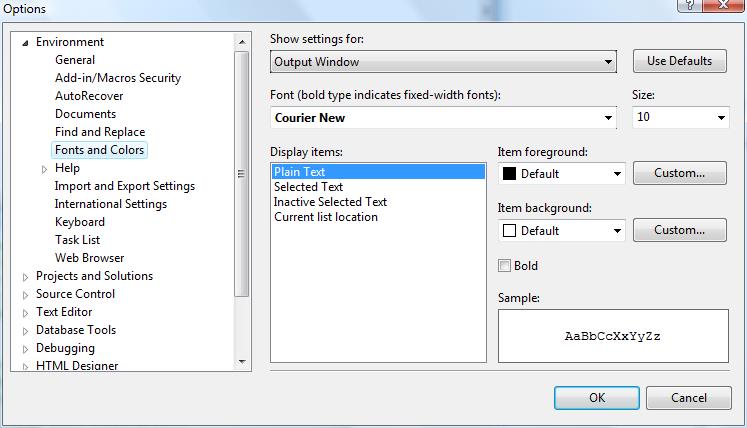 Options
?
Environment
General
Add-in/Macros Security
AutoRecover
Documents
Find and Replace
Fonts and Colors
Help
Import and Export Settings
International Settings
Keyboard
Task List
Web Browser
Projects and Solutions
Source Control
Text Editor
Database Tools
Debugging
HTML Designer
Show settings for:
Output Window
Use Defaults
Font (bold type indicates fixed-width fonts):
Size:
Courier New
10
Display items:
Plain Text
Selected Text
Inactive Selected Text
Current list location
Item foreground:
Default
Custom...
Item background:
Default
Custom...
Bold
Sample:
AaBbCcXxYyZz
OK
Cancel